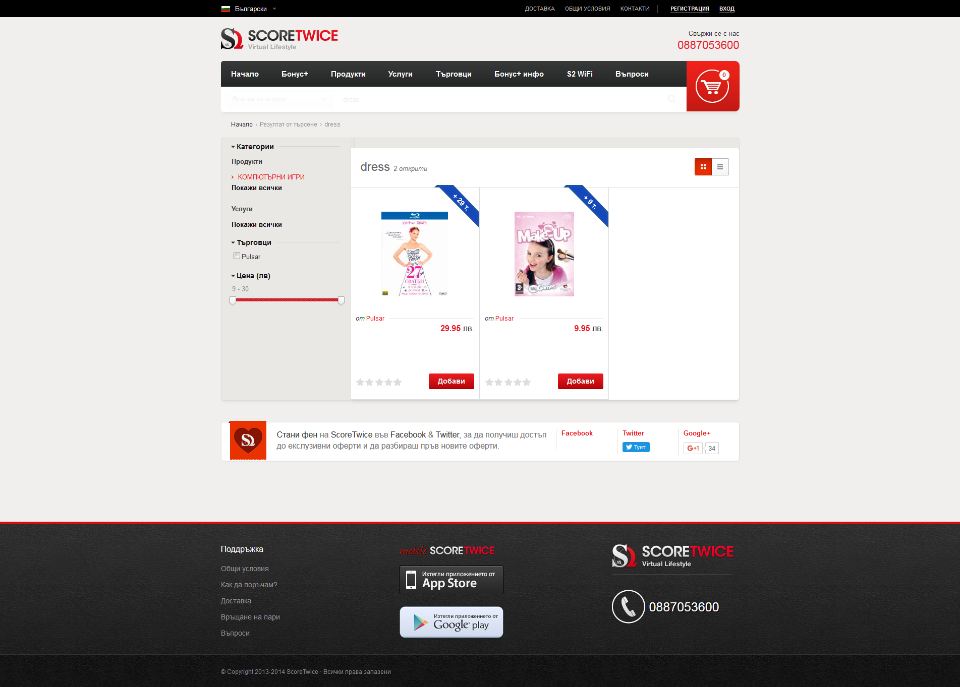 Български
ДОСТАВКА ОБЩИ УСЛОВИЯ КОНТАКТИ РЕГИСТРАЦИЯ ВХОД
SCORETWICE
Virtual Lifestyle
Свържи се с нас
0887053600
Начало Бонус+ Продукти Услуги Търговци Бонус+ инфо S2 WiFi Въпроси
0
dress
Начало › Резултат от търсене › dress
Категории
Продукти
КОМПЮТЪРНИ ИГРИ
Покажи всички
Услуги
Покажи всички
Търговци
Pulsar
Цена (лв)
9 - 30
dress 2 открити
+ 29 т.
27
от Pulsar
29.95 лв
Добави
+ 9 т.
Make Up
от Pulsar
9.95 лв
Добави
Стани фен на ScoreTwice във Facebook & Twitter, за да получиш достъп
до ексклузивни оферти и да разбираш пръв новите оферти.
Facebook
Twitter
Туит
Google+
G+1 34
Поддръжка
Общи условия
Как да поръчам?
Доставка
Връщане на пари
Въпроси
SCORETWICE
Изтегли приложението от
App Store
Изтегли приложението от
Google play
SCORETWICE
Virtual Lifestyle
0887053600
© Copyright 2013-2014 ScoreTwice - Всички права запазени